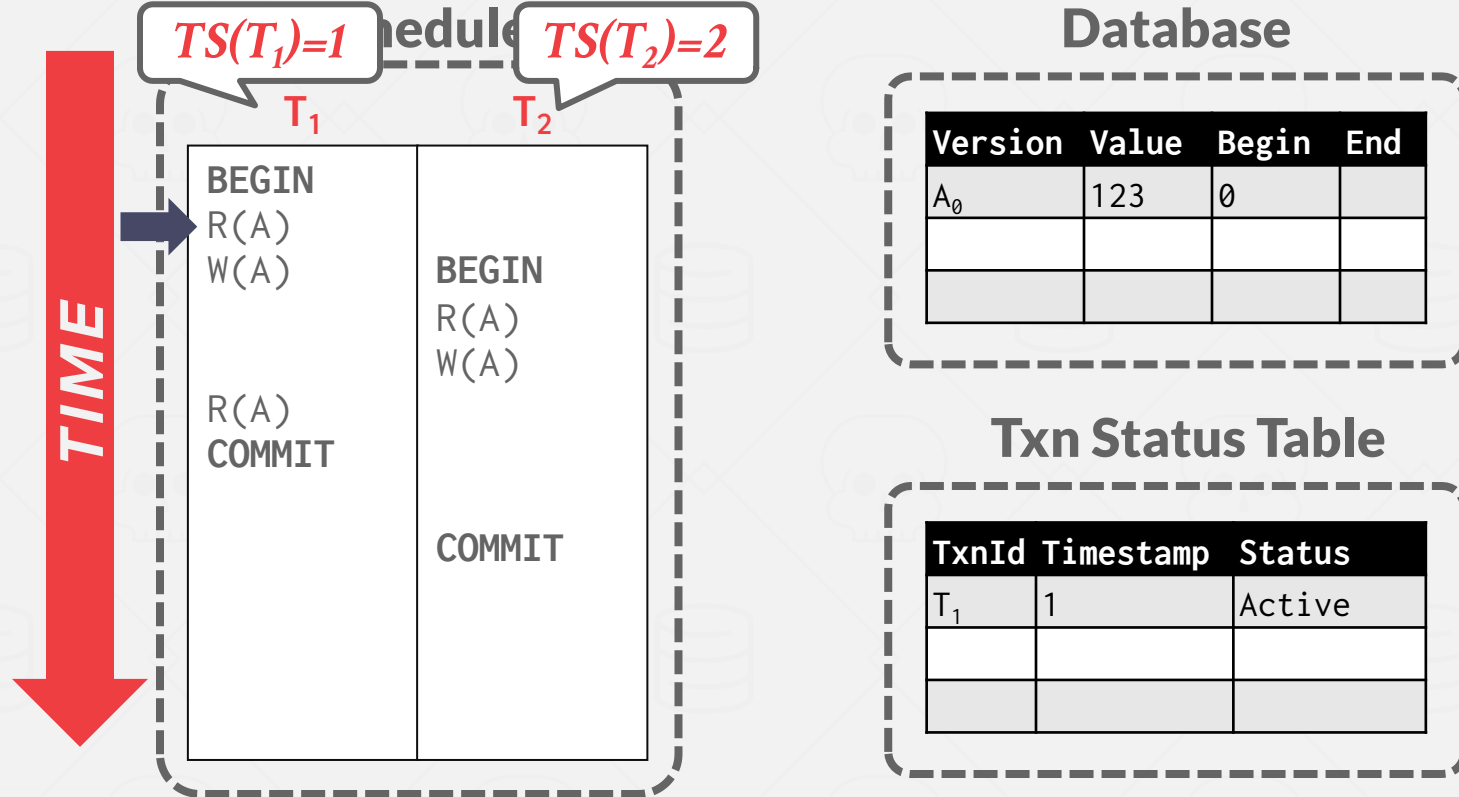 TS(T₁)=1 hedule TS(T₂)=2
T₁ T₂
BEGIN
R(A)
W(A) BEGIN
R(A)
W(A)
R(A)
COMMIT
COMMIT
TIME
Database
Version Value Begin End
A₀ 123 0
Txn Status Table
TxnId Timestamp Status
T₁ 1 Active